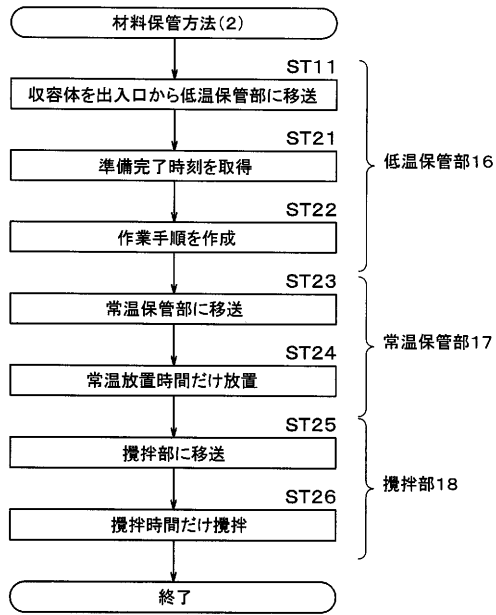 材料保管方法(2)
ST11
収容体を出入口から低温保管部に移送
ST21
準備完了時刻を取得
低温保管部16
ST22
作業手順を作成
ST23
常温保管部に移送
常温保管部17
ST24
常温放置時間だけ放置
ST25
攪拌部に移送
攪拌部18
ST26
攪拌時間だけ攪拌
終了